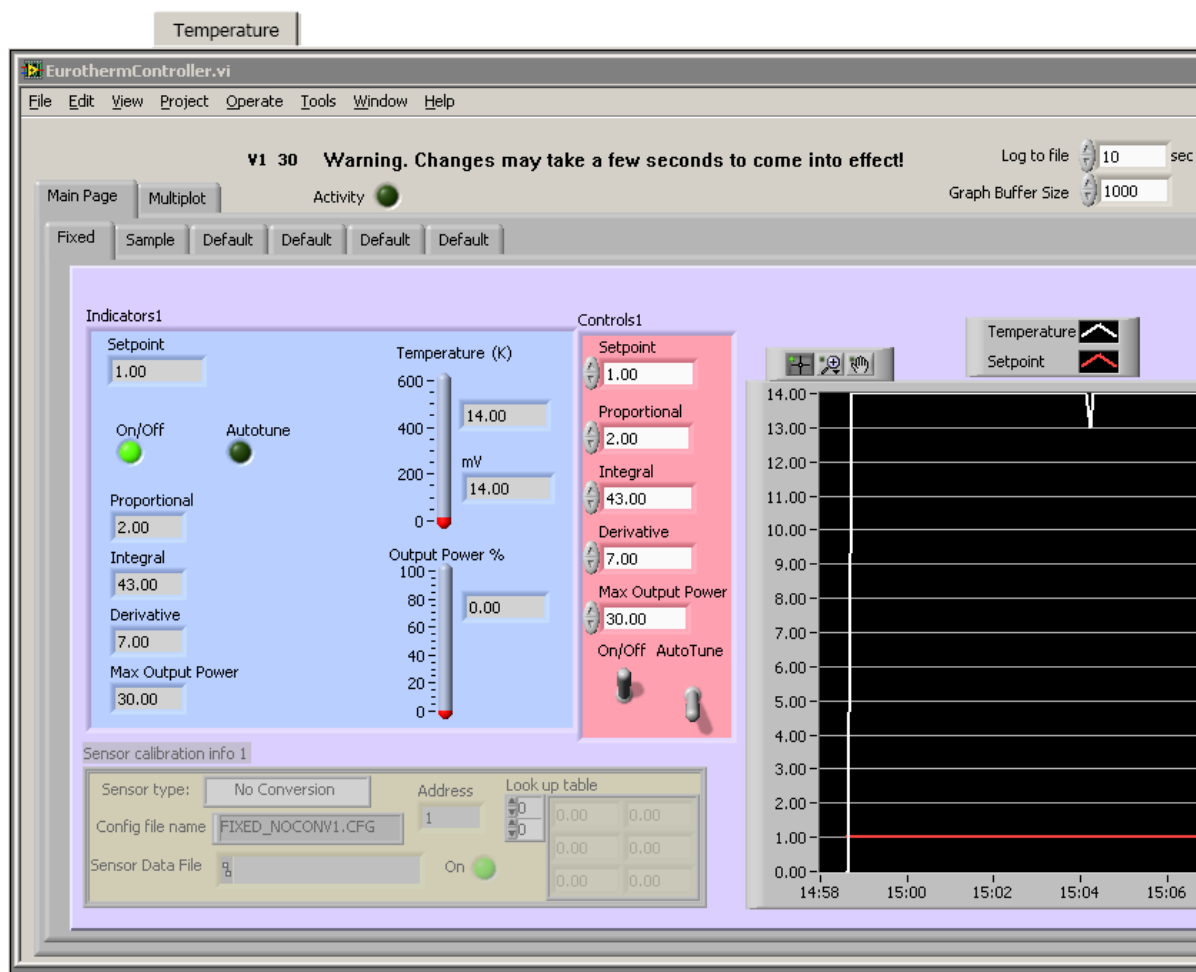 Temperature
EurothermController.vi
File Edit View Project Operate Tools Window Help
V1 30 Warning. Changes may take a few seconds to come into effect!
Log to file 10 sec
Graph Buffer Size 1000
Main Page Multiplot
Activity
Fixed Sample Default Default Default Default
Indicators1
Setpoint
1.00
On/Off Autotune
Proportional
2.00
Integral
43.00
Derivative
7.00
Max Output Power
30.00
Temperature (K)
600
400
200
0
14.00
mV
14.00
Output Power %
100
80
60
40
20
0
0.00
Controls1
Setpoint
1.00
Proportional
2.00
Integral
43.00
Derivative
7.00
Max Output Power
30.00
On/Off AutoTune
Temperature
Setpoint
14.00
13.00
12.00
11.00
10.00
9.00
8.00
7.00
6.00
5.00
4.00
3.00
2.00
1.00
0.00
14:58 15:00 15:02 15:04 15:06
Sensor calibration info 1
Sensor type: No Conversion
Config file name FIXED_NOCONV1.CFG
Sensor Data File
Address
1
On
Look up table
0
0
0.00 0.00
0.00 0.00
0.00 0.00